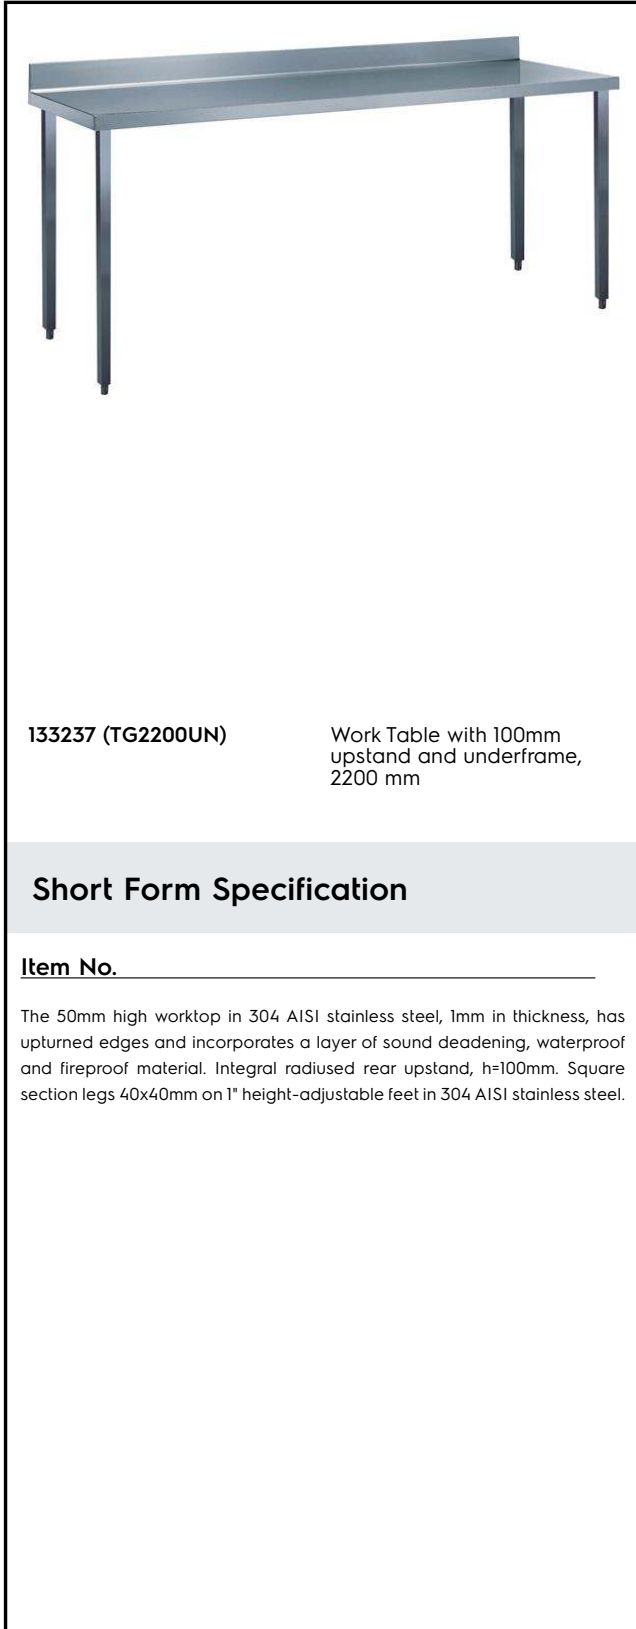 133237 (TG2200UN)
Work Table with 100mm
upstand and underframe,
2200 mm
Short Form Specification
Item No.
The 50mm high worktop in 304 AISI stainless steel, 1mm in thickness, has
upturned edges and incorporates a layer of sound deadening, waterproof
and fireproof material. Integral radiused rear upstand, h=100mm. Square
section legs 40x40mm on 1" height-adjustable feet in 304 AISI stainless steel.